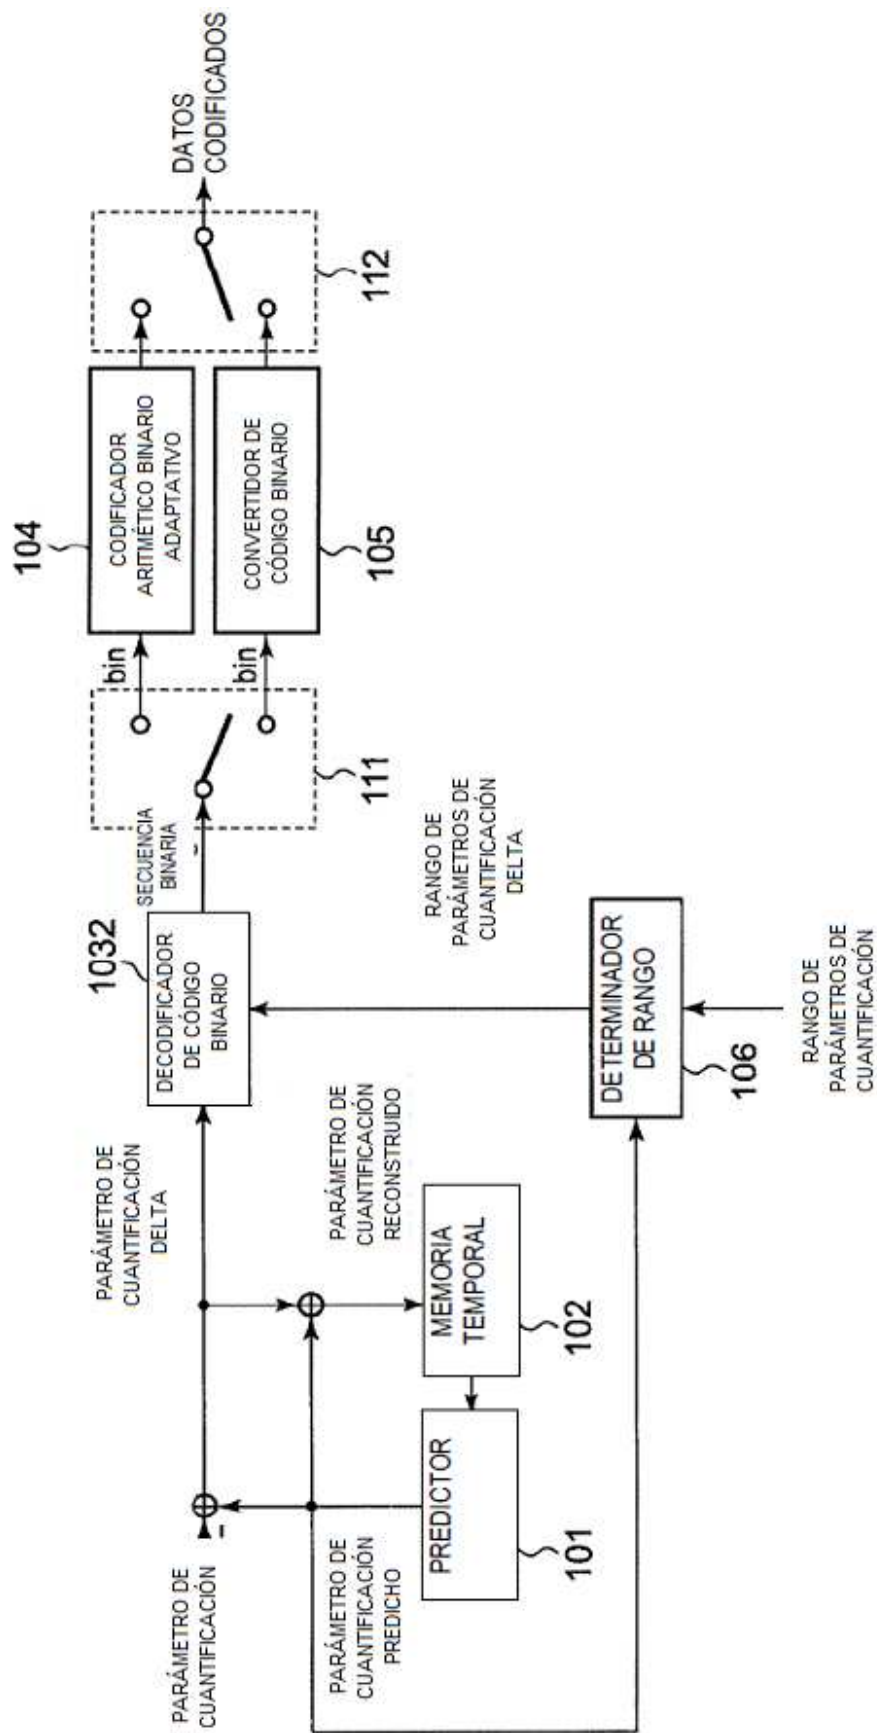 PARÁMETRO DE
CUANTIFICACIÓN
-
PARÁMETRO DE
CUANTIFICACIÓN
PREDICHO
PREDICTOR
101
PARÁMETRO DE
CUANTIFICACIÓN
DELTA
MEMORIA
TEMPORAL
102
PARÁMETRO DE
CUANTIFICACIÓN
RECONSTRUIDO
1032
DECODIFICADOR
DE CÓDIGO
BINARIO
DETERMINADOR
DE RANGO
106
RANGO DE
PARÁMETROS DE
CUANTIFICACIÓN
RANGO DE
PARÁMETROS DE
CUANTIFICACIÓN
DELTA
SECUENCIA
BINARIA
111
bin
bin
104
CODIFICADOR
ARITMÉTICO BINARIO
ADAPTATIVO
CONVERTIDOR DE
CÓDIGO BINARIO
105
112
DATOS
CODIFICADOS